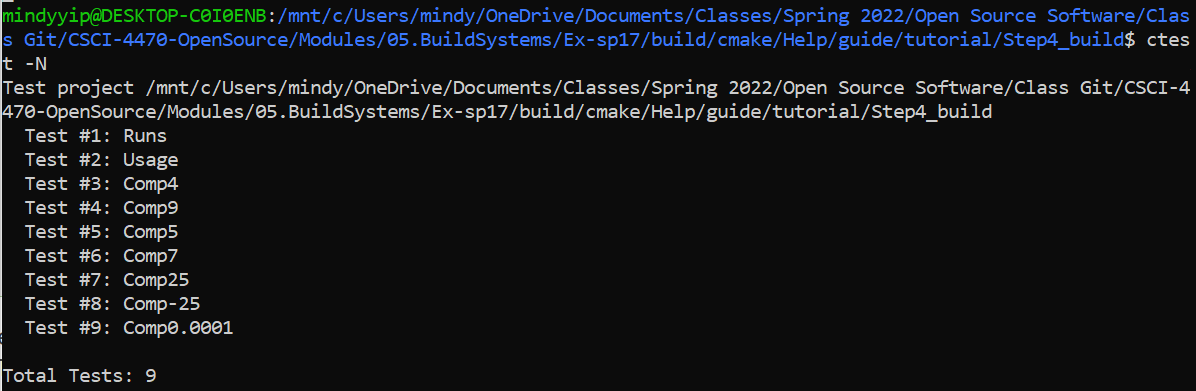 mindyyip@DESKTOP-C0I0ENB:/mnt/c/Users/mindy/OneDrive/Documents/Classes/Spring 2022/Open Source Software/Clas
s Git/CSCI-4470-OpenSource/Modules/05.BuildSystems/Ex-sp17/build/cmake/Help/guide/tutorial/Step4_build$ ctes
t -N
Test project /mnt/c/Users/mindy/OneDrive/Documents/Classes/Spring 2022/Open Source Software/Class Git/CSCI-4
470-OpenSource/Modules/05.BuildSystems/Ex-sp17/build/cmake/Help/guide/tutorial/Step4_build
  Test #1: Runs
  Test #2: Usage
  Test #3: Comp4
  Test #4: Comp9
  Test #5: Comp5
  Test #6: Comp7
  Test #7: Comp25
  Test #8: Comp-25
  Test #9: Comp0.0001

Total Tests: 9